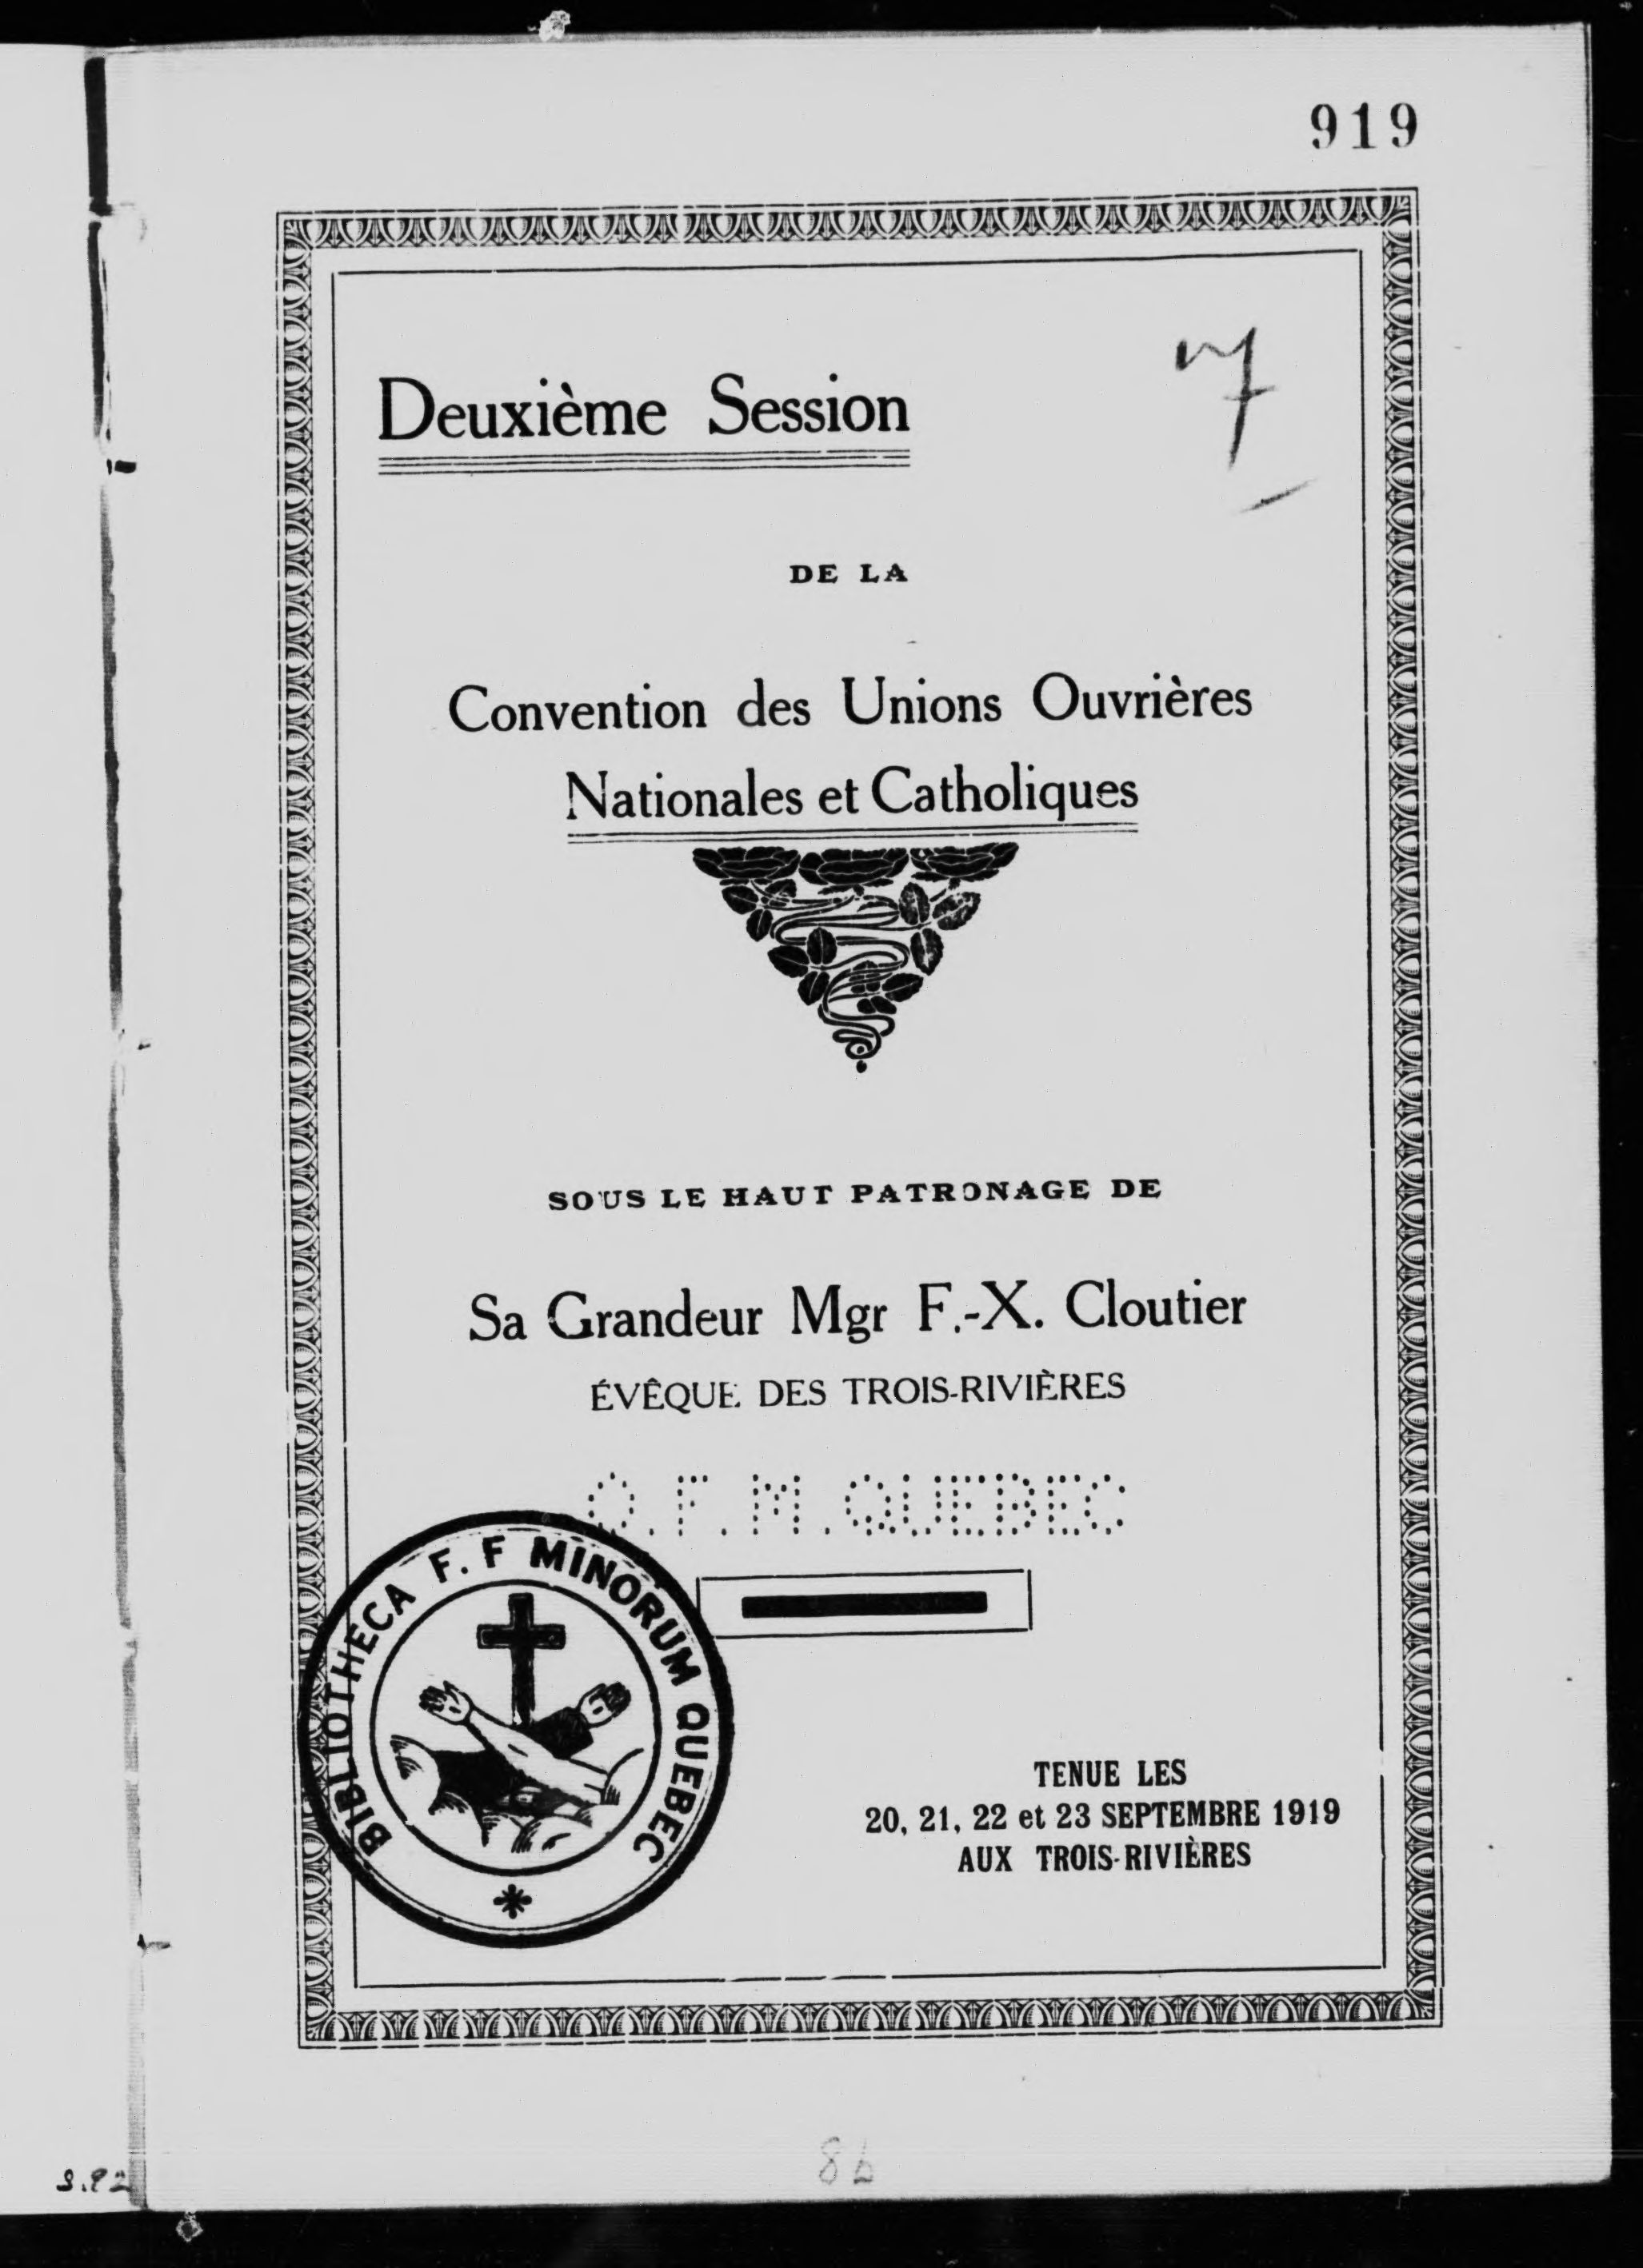 919
Deuxième Session
DE LA
Convention des Unions Ouvrières
Nationales et Catholiques
SOUS LE HAUT PATRONAGE DE
Sa Grandeur Mgr F.-X. Cloutier
ÉVÊQUE DES TROIS-RIVIÈRES
O.F.M.QUEBEC
BIBLIOTHECA F. F MINORUM QUEBEC
TENUE LES
20, 21, 22 et 23 SEPTEMBRE 1919
AUX TROIS-RIVIÈRES
86